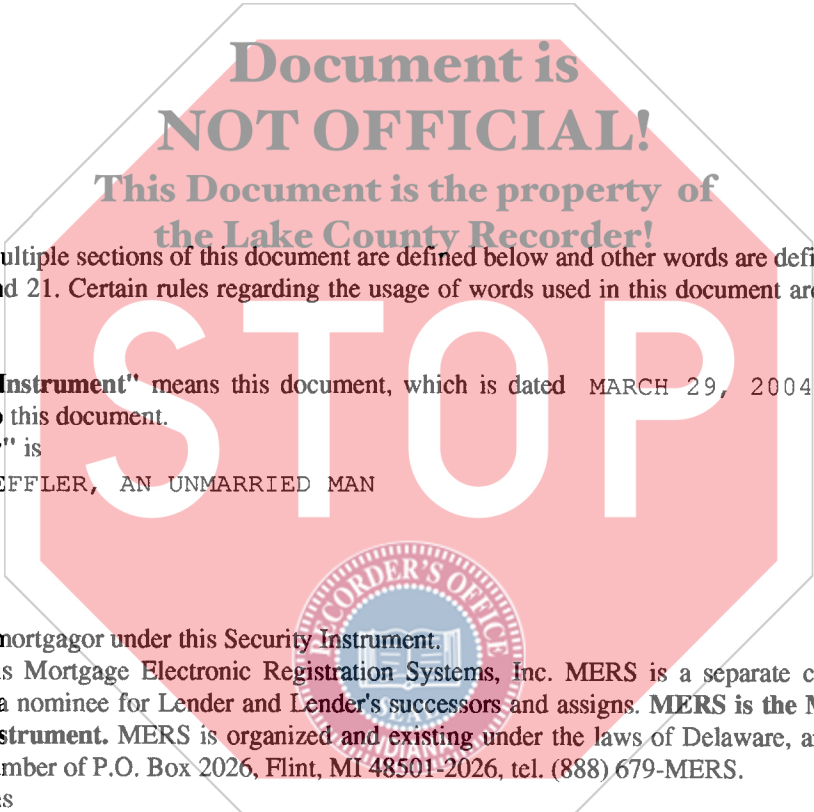 Document is
NOT OFFICIAL!
This Document is the property of
the Lake County Recorder!
ultiple sections of this document are defined below and other words are defi
d 21. Certain rules regarding the usage of words used in this document ar
STOP
Instrument" means this document, which is dated MARCH 29, 2004
this document.
" is
EFFLER, AN UNMARRIED MAN
RECORDER'S OFFICE
mortgagor under this Security Instrument.
s Mortgage Electronic Registration Systems, Inc. MERS is a separate c
a nominee for Lender and Lender's successors and assigns. MERS is the M
strument. MERS is organized and existing under the laws of Delaware, a
mber of P.O. Box 2026, Flint, MI 48501-2026, tel. (888) 679-MERS.
SEAL
INDIANA